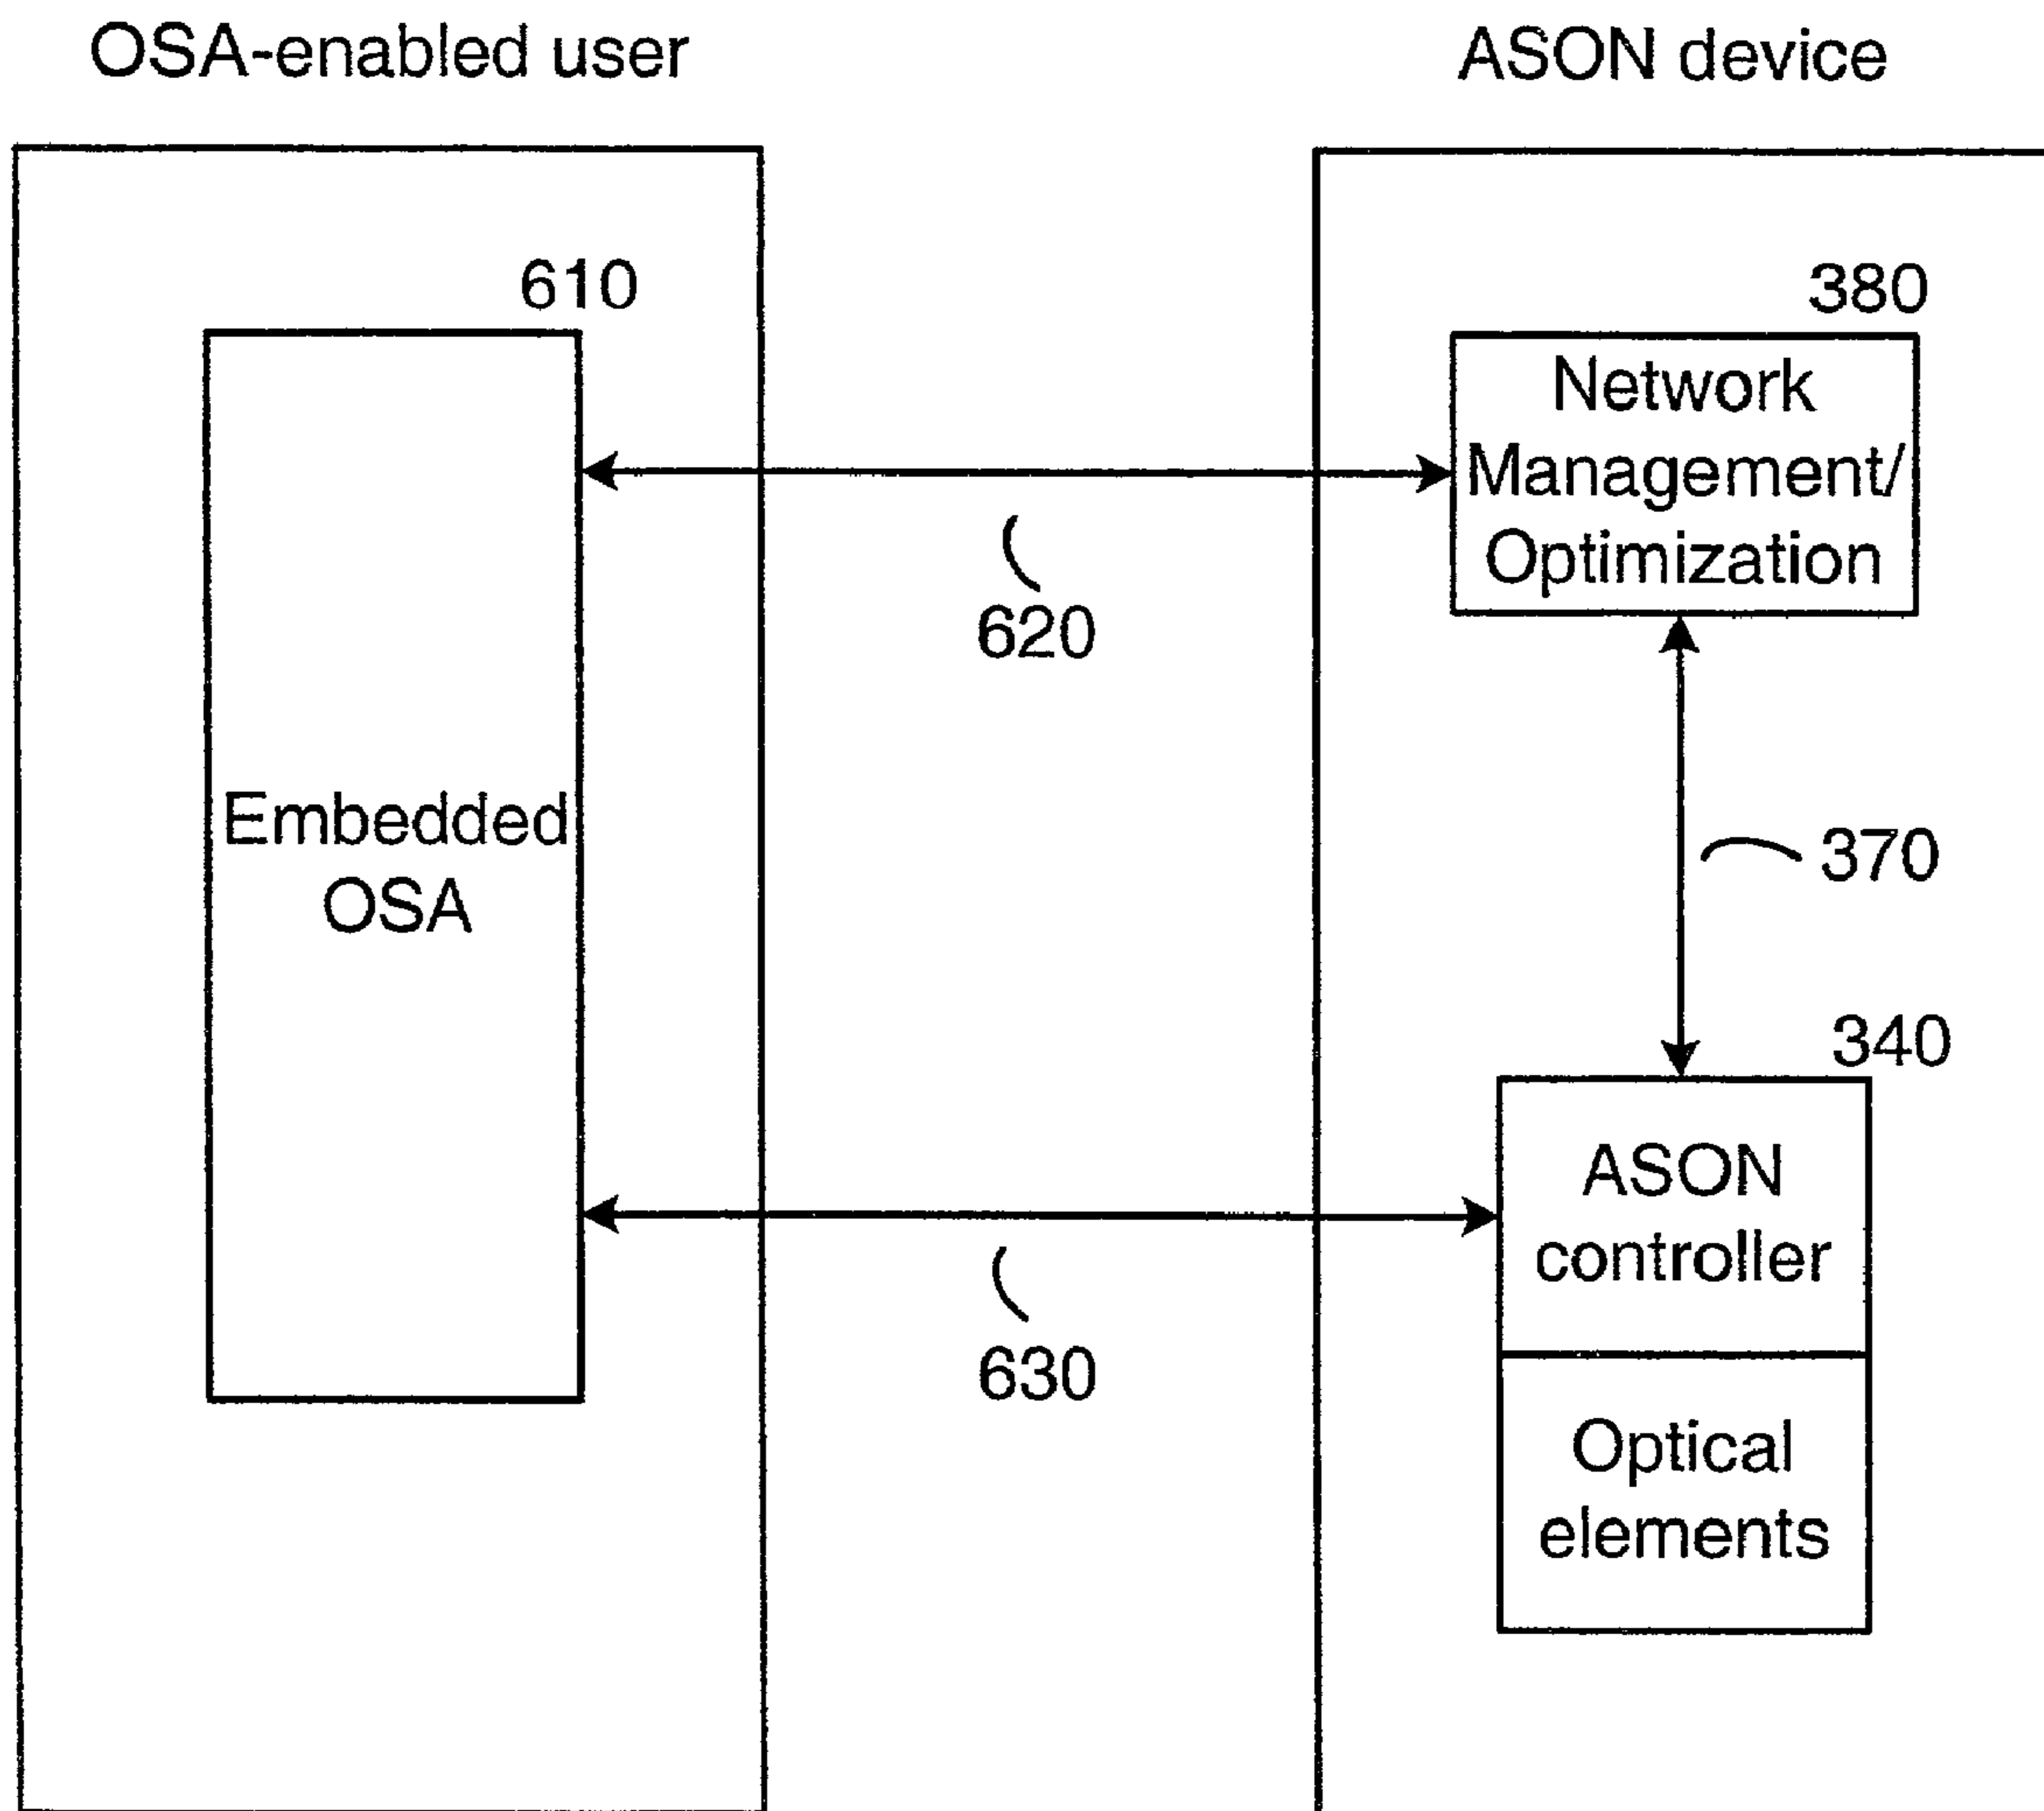 OSA-enabled user
ASON device
610
380
Network
Management/
Optimization
620
Embedded
OSA
370
340
ASON
controller
630
Optical
elements